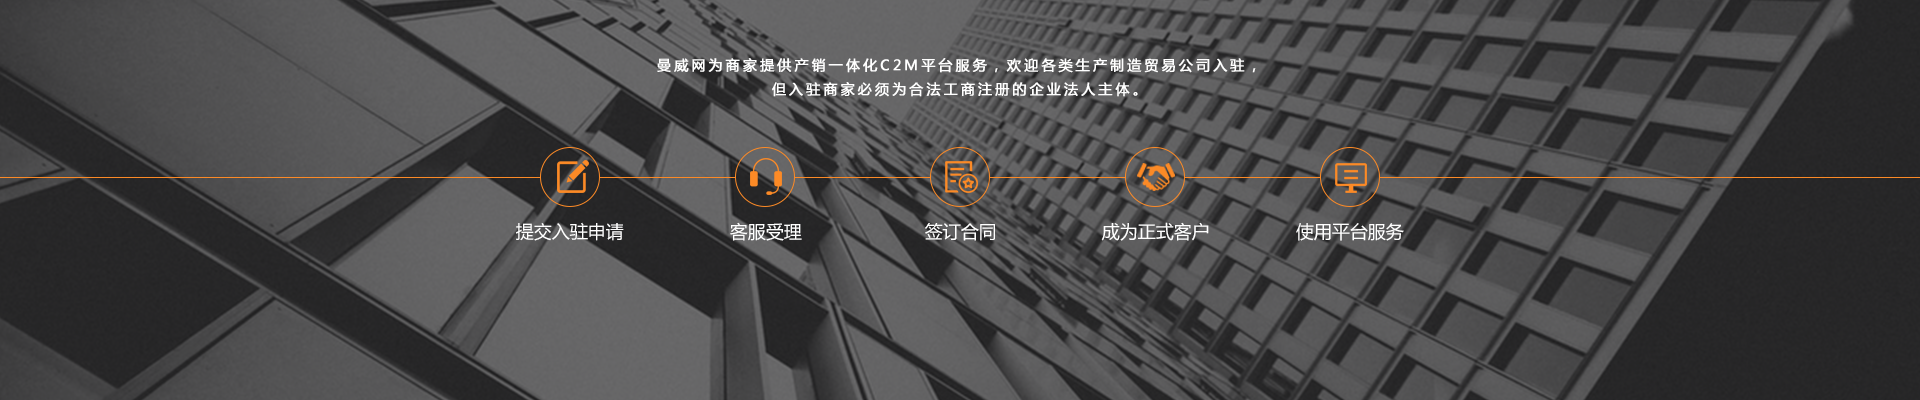 曼威网为商家提供产销一体化C2M平台服务，欢迎各类生产制造贸易公司入驻，
但入驻商家必须为合法工商注册的企业法人主体。
提交入驻申请
客服受理
签订合同
成为正式客户
使用平台服务